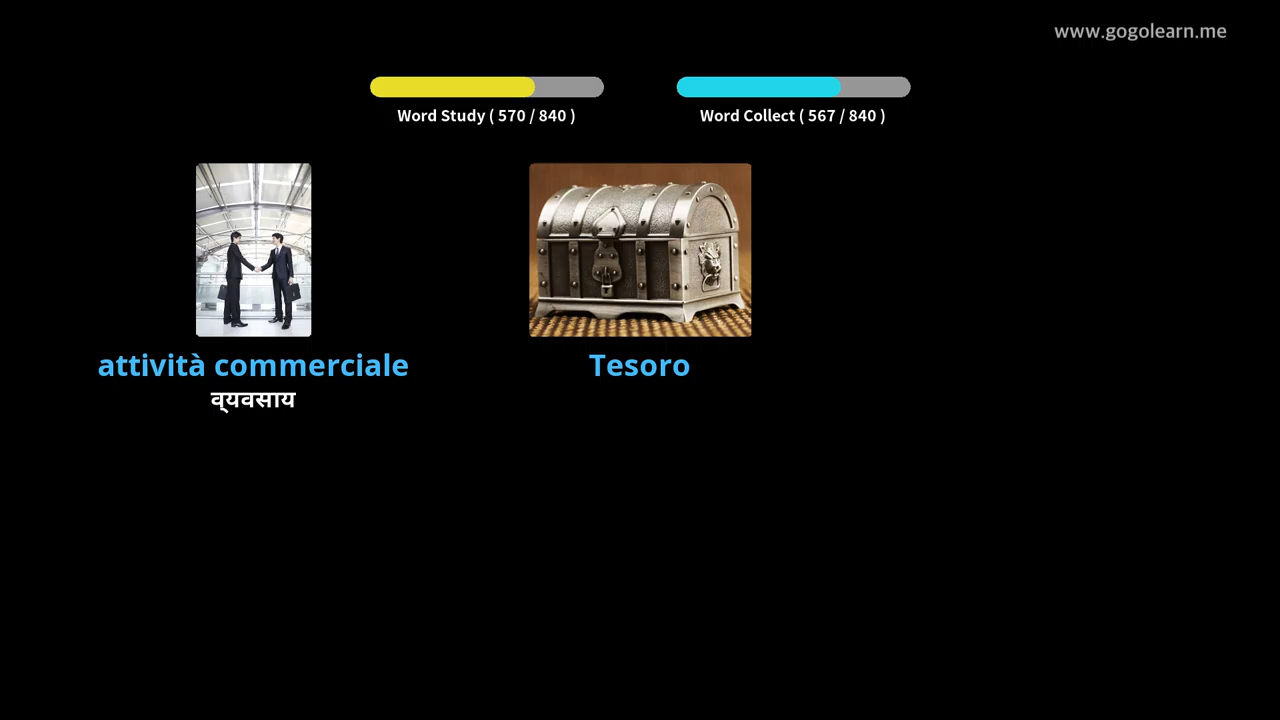 www.gogolearn.me
Word Study ( 570 / 840 )
Word Collect ( 567 / 840 )
attività commerciale
व्यवसाय
Tesoro